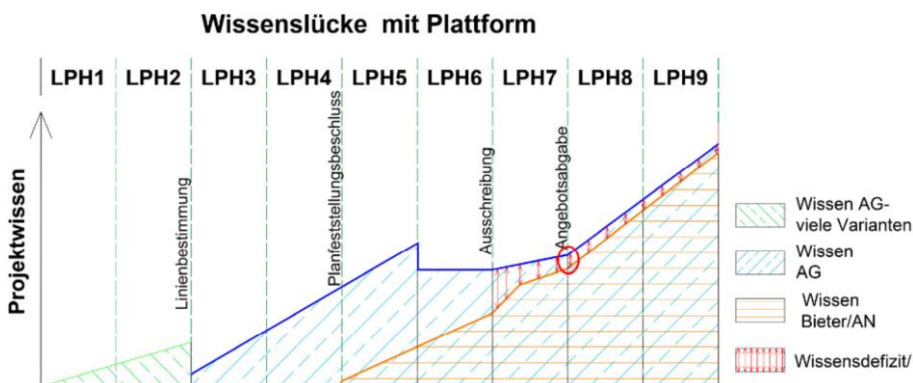 Wissenslücke mit Plattform
LPH1 LPH2 LPH3 LPH4 LPH5 LPH6 LPH7 LPH8 LPH9
Projektwissen
Linienbestimmung
Planfeststellungsbeschluss
Ausschreibung
Angebotsabgabe
Wissen AG-
viele Varianten
Wissen
AG
Wissen
Bieter/AN
Wissensdefizit/